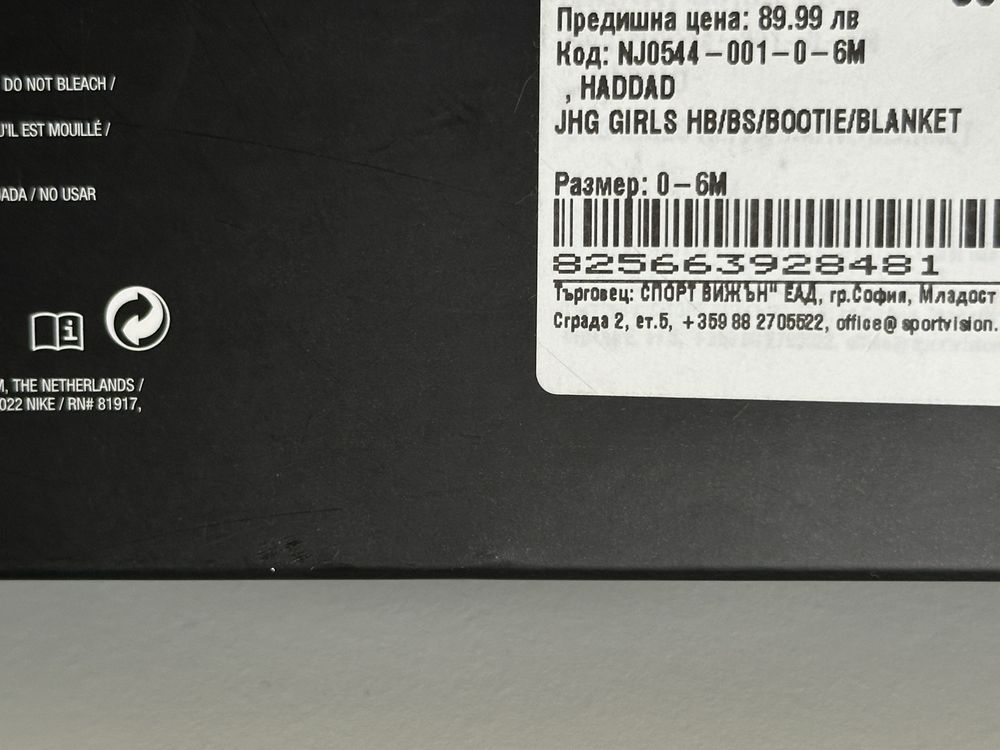 DO NOT BLEACH /
U'IL EST MOUILLÉ /
/ NO USAR
, THE NETHERLANDS /
022 NIKE / RN# 81917,
Предишна цена: 89.99 лв
Код: NJ0544-001-0-6M
, HADDAD
JHG GIRLS HB/BS/BOOTIE/BLANKET
Размер: 0-6M
8256663928481
Търговец: СПОРТ ВИЖЪН" ЕАД, гр.София, Младост
Сграда 2, ет.5, +359 88 2705522, office@sportvision.